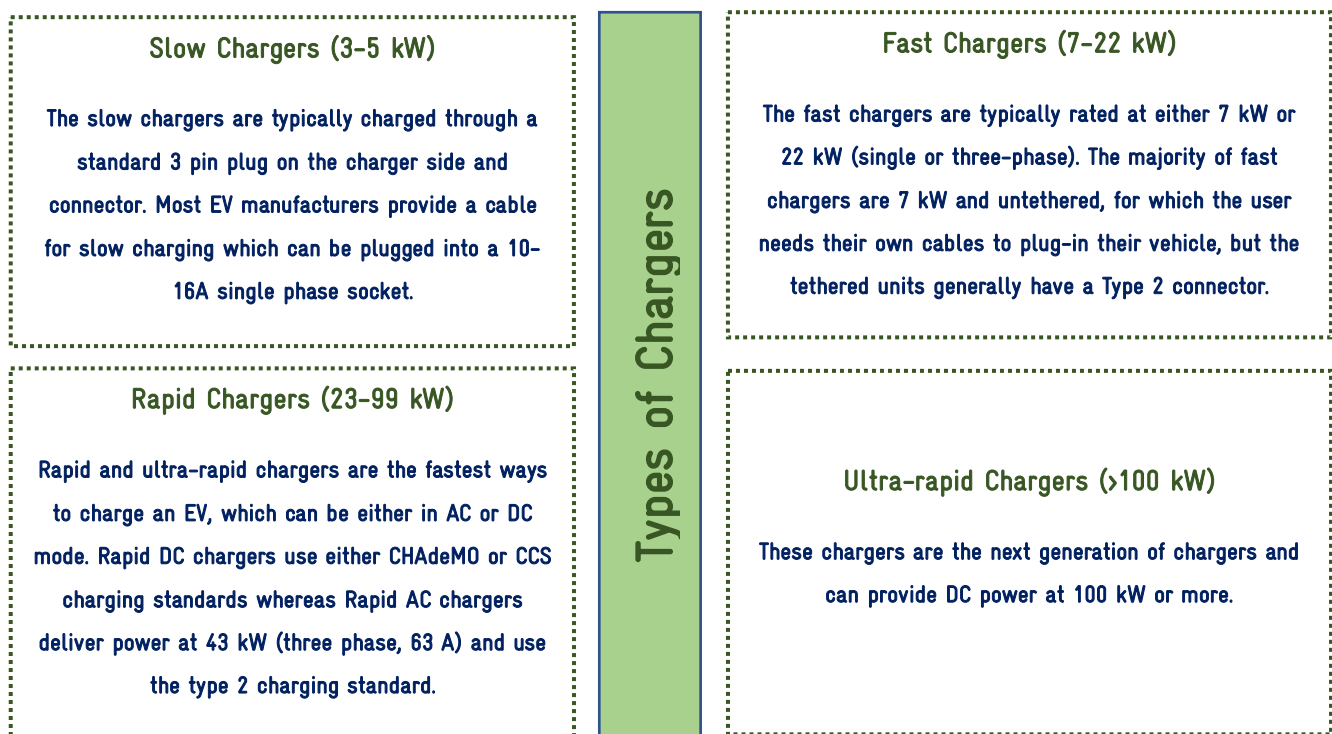 Slow Chargers (3-5 kW)
The slow chargers are typically charged through a
standard 3 pin plug on the charger side and
connector. Most EV manufacturers provide a cable
for slow charging which can be plugged into a 10-
16A single phase socket.
Types of Chargers
Fast Chargers (7-22 kW)
The fast chargers are typically rated at either 7 kW or
22 kW (single or three-phase). The majority of fast
chargers are 7 kW and untethered, for which the user
needs their own cables to plug-in their vehicle, but the
tethered units generally have a Type 2 connector.
Rapid Chargers (23-99 kW)
Rapid and ultra-rapid chargers are the fastest ways
to charge an EV, which can be either in AC or DC
mode. Rapid DC chargers use either CHAdeMO or CCS
charging standards whereas Rapid AC chargers
deliver power at 43 kW (three phase, 63 A) and use
the type 2 charging standard.
Ultra-rapid Chargers (>100 kW)
These chargers are the next generation of chargers and
can provide DC power at 100 kW or more.